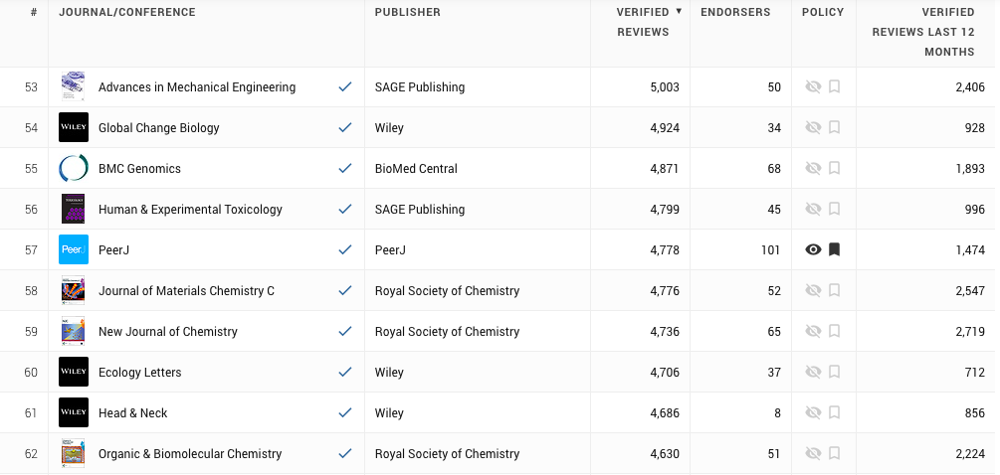 # JOURNAL/CONFERENCE PUBLISHER VERIFIED REVIEWS ▼ ENDORSERS POLICY VERIFIED REVIEWS LAST 12 MONTHS
53 Advances in Mechanical Engineering SAGE Publishing 5,003 50 2,406
54 WILEY Global Change Biology Wiley 4,924 34 928
55 BMC Genomics BioMed Central 4,871 68 1,893
56 Human & Experimental Toxicology SAGE Publishing 4,799 45 996
57 PeerJ PeerJ PeerJ 4,778 101 1,474
58 Journal of Materials Chemistry C Royal Society of Chemistry 4,776 52 2,547
59 New Journal of Chemistry Royal Society of Chemistry 4,736 65 2,719
60 WILEY Ecology Letters Wiley 4,706 37 712
61 WILEY Head & Neck Wiley 4,686 8 856
62 Organic & Biomolecular Chemistry Royal Society of Chemistry 4,630 51 2,224